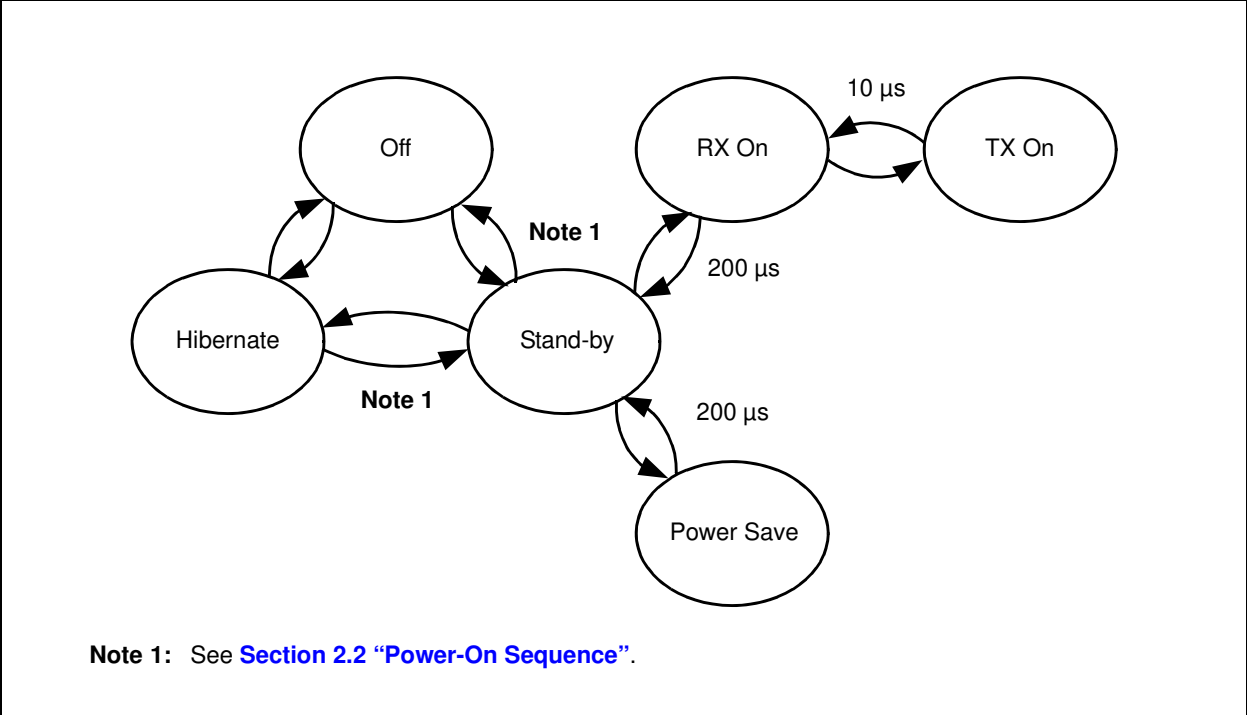 10 µs
Off
RX On
TX On
Note 1
200 µs
Hibernate
Stand-by
Note 1
200 µs
Power Save
Note 1: See Section 2.2 “Power-On Sequence”.